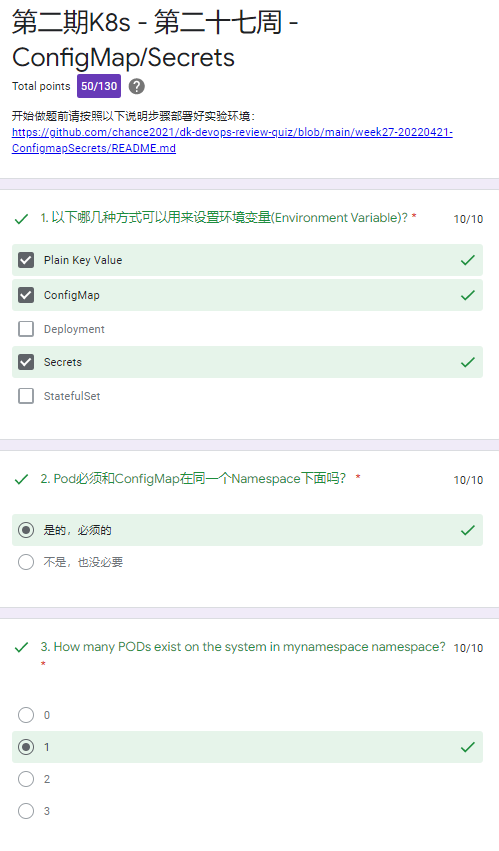 第二期K8s - 第二十七周 -
ConfigMap/Secrets
Total points 50/130 ?
开始做题前请按照以下说明步骤部署好实验环境：
https://github.com/chance2021/dk-devops-review-quiz/blob/main/week27-20220421-
ConfigmapSecrets/README.md
1. 以下哪几种方式可以用来设置环境变量(Environment Variable)? * 10/10
Plain Key Value
ConfigMap
Deployment
Secrets
StatefulSet
2. Pod必须和ConfigMap在同一个Namespace下面吗？ * 10/10
是的，必须的
不是，也没必要
3. How many PODs exist on the system in mynamespace namespace? 10/10
*
0
1
2
3